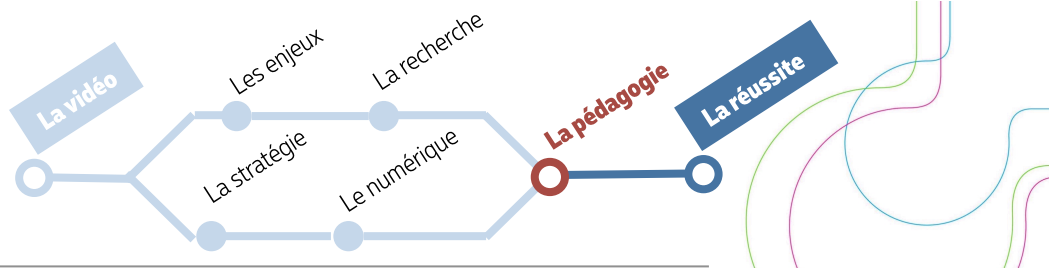 La vidéo
Les enjeux
La recherche
La stratégie
Le numérique
La pédagogie
La réussite